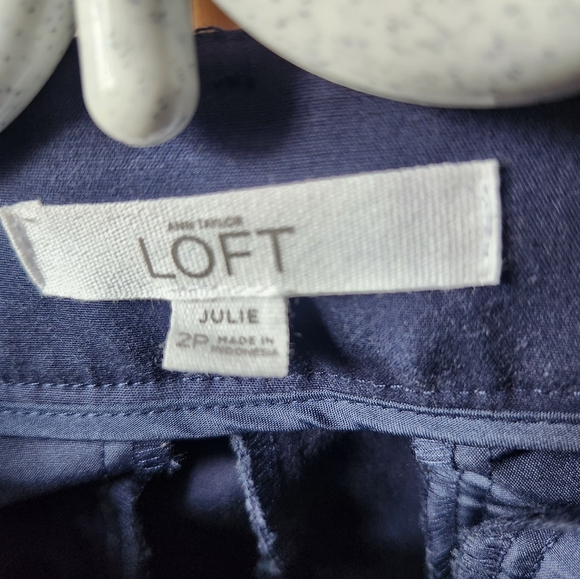 ANN TAYLOR
LOFT
JULIE
2P MADE IN
INDONESIA